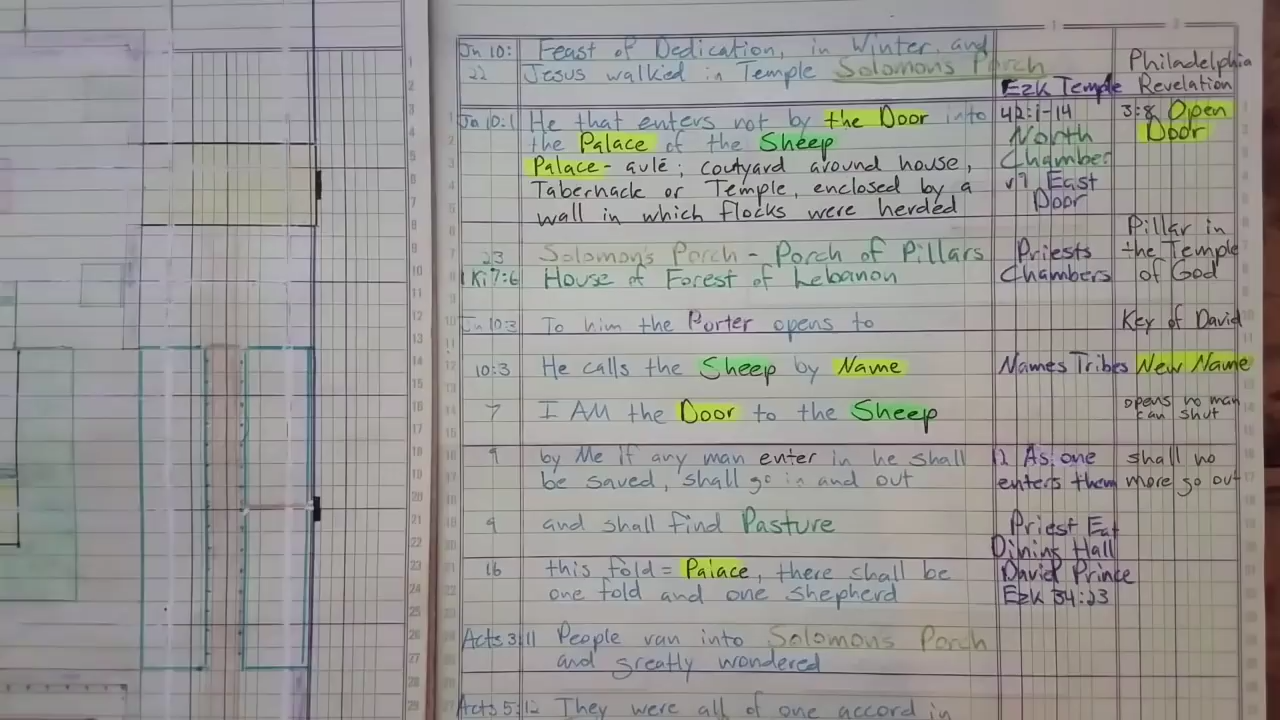 Jn 10: Feast of Dedication, in Winter, and
22 Jesus walked in Temple Solomons Porch
Philadelphia
Ezk Temple Revelation
Jn 10:1 He that enters not by the Door into 42:1-14 3:8 Open
the Palace of the Sheep North Door
Palace - aulē; coutyard around house, Chamber
Tabernack or Temple, enclosed by a v9 East
wall in which flocks were herded Door
Pillar in
23 Solomon's Porch - Porch of Pillars Priests the Temple
1Ki 7:6 House of Forest of Lebanon Chambers of God
Jn 10:3 To him the Porter opens to Key of David
10:3 He calls the Sheep by Name Names Tribes New Name
7 I AM the Door to the Sheep opens no man
can shut
9 by Me if any man enter in he shall 12 As one shall no
be saved, shall go in and out enters them more go out
9 and shall find Pasture Priest Eat
Dining Hall
16 this fold = Palace, there shall be David Prince
one fold and one shepherd Ezk 34:23
Acts 3:11 People ran into Solomons Porch
and greatly wondered
Acts 5:12 They were all of one accord in